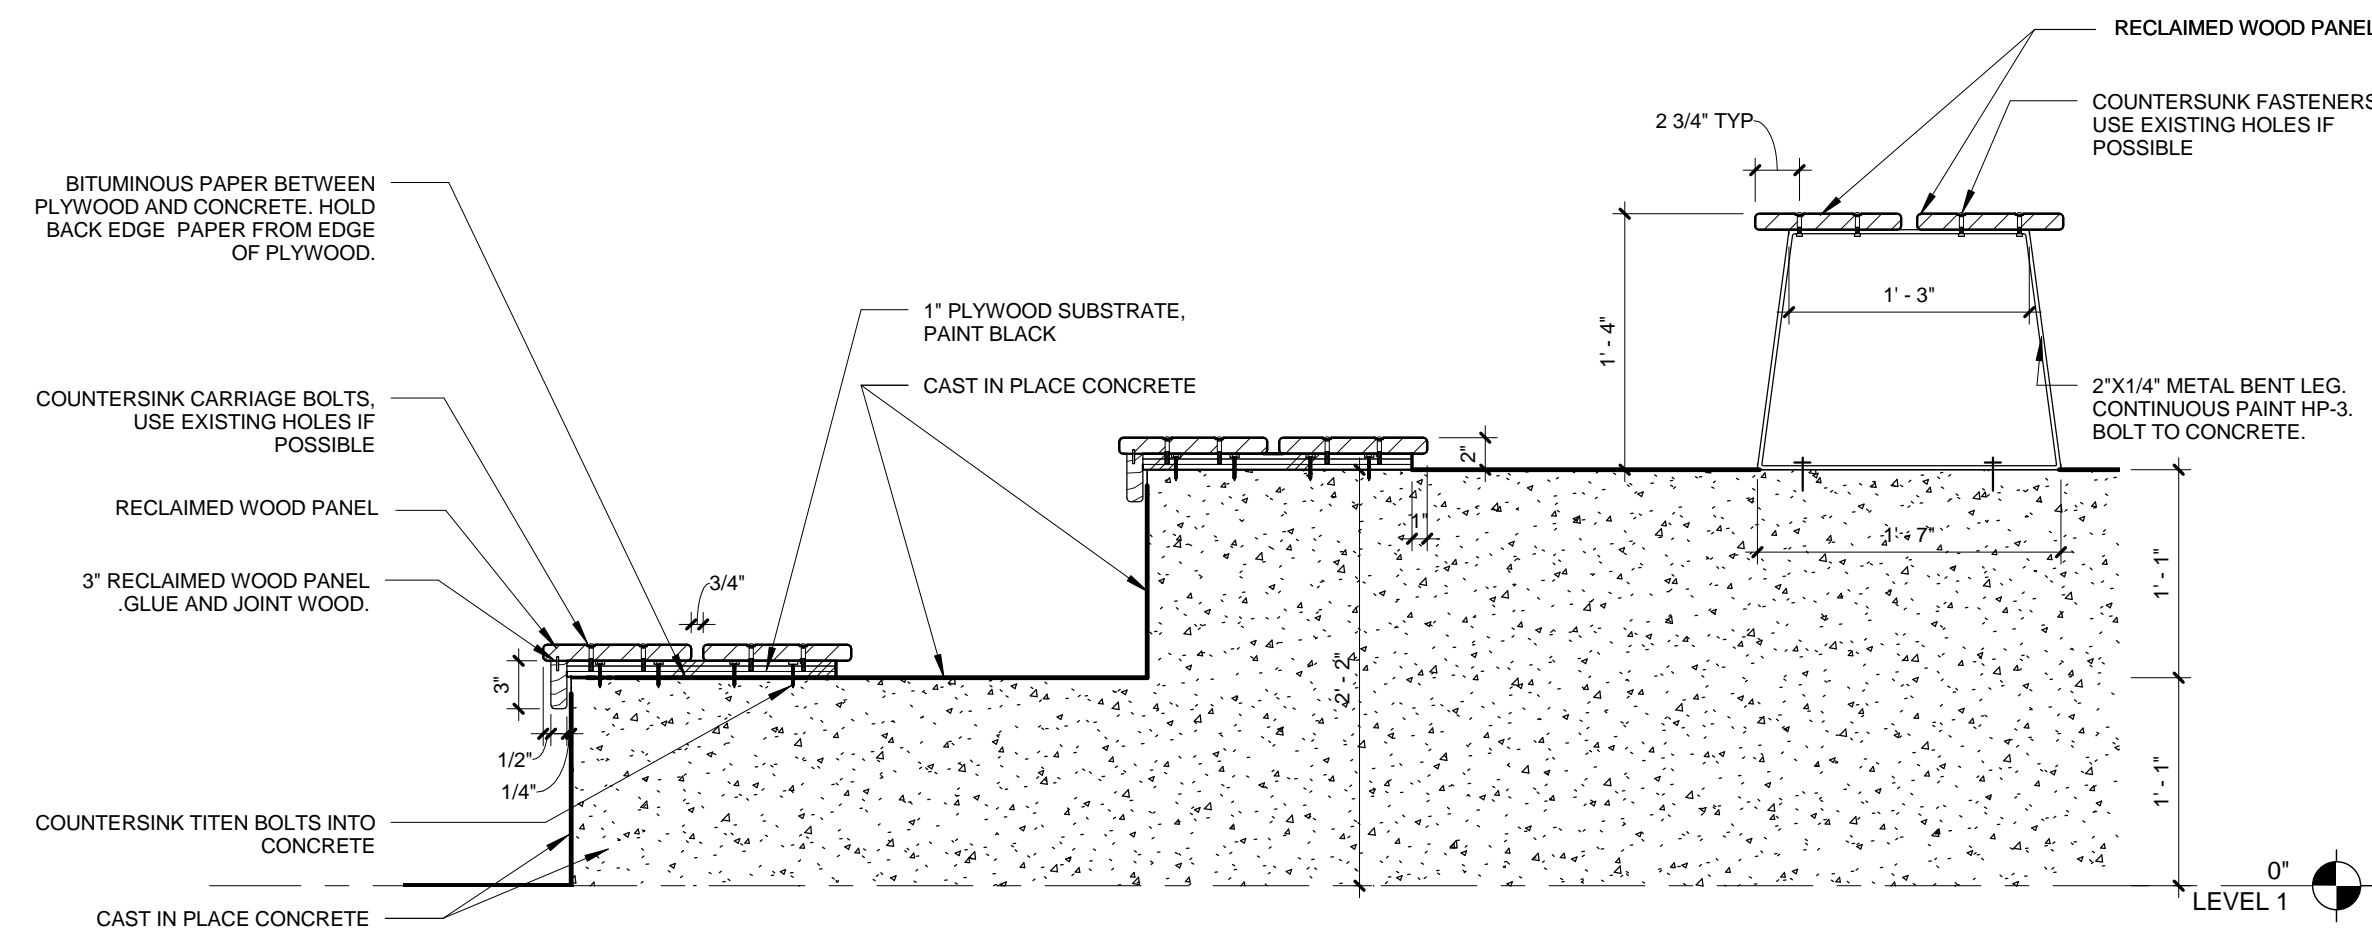 RECLAIMED WOOD PANEL
COUNTERSUNK FASTENERS
USE EXISTING HOLES IF
POSSIBLE
2 3/4" TYP
BITUMINOUS PAPER BETWEEN
PLYWOOD AND CONCRETE. HOLD
BACK EDGE  PAPER FROM EDGE
OF PLYWOOD.
1" PLYWOOD SUBSTRATE,
PAINT BLACK
CAST IN PLACE CONCRETE
1' - 3"
1' - 4"
2"X1/4" METAL BENT LEG.
CONTINUOUS PAINT HP-3.
BOLT TO CONCRETE.
COUNTERSINK CARRIAGE BOLTS,
USE EXISTING HOLES IF
POSSIBLE
2"
1"
1' - 7"
RECLAIMED WOOD PANEL
3" RECLAIMED WOOD PANEL
.GLUE AND JOINT WOOD.
3/4"
1' - 1"
2' - 2"
3"
1/2"
1/4"
1' - 1"
COUNTERSINK TITEN BOLTS INTO
CONCRETE
CAST IN PLACE CONCRETE
0"
LEVEL 1